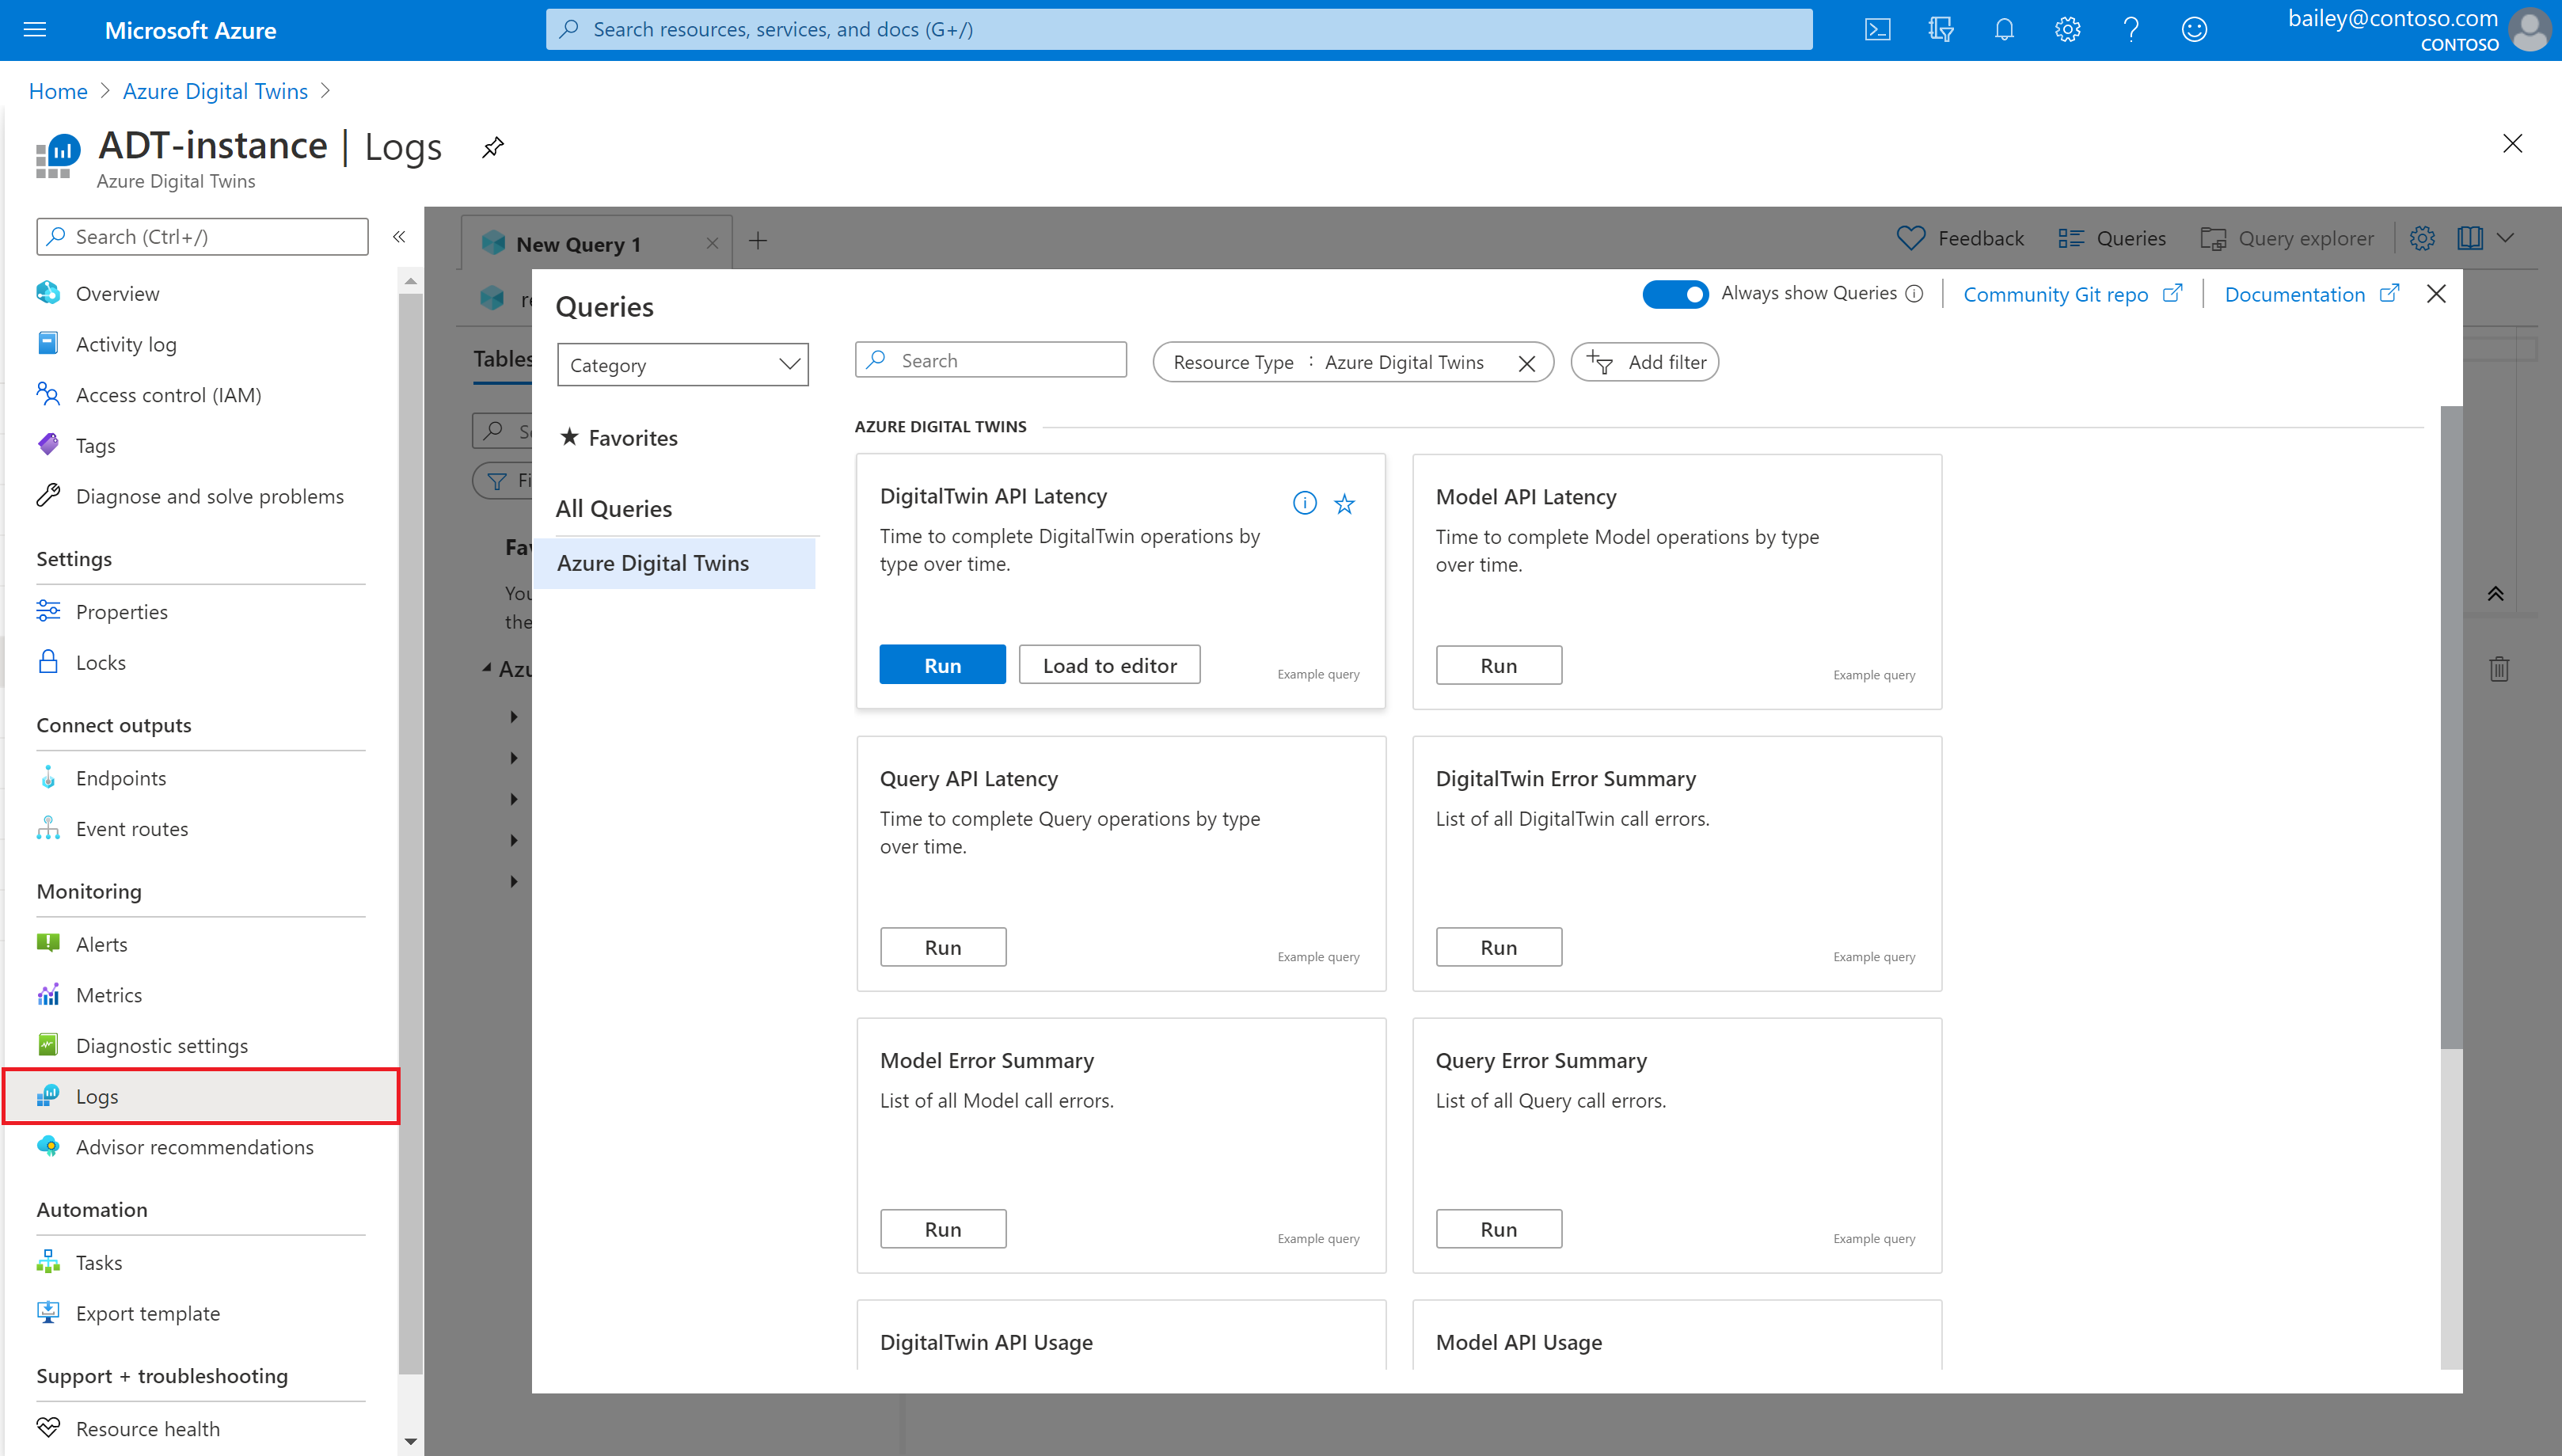 Microsoft Azure
Search resources, services, and docs (G+/)
bailey@contoso.com
CONTOSO
Home > Azure Digital Twins >
ADT-instance | Logs
Azure Digital Twins
Search (Ctrl+/)
«
Overview
Activity log
Access control (IAM)
Tags
Diagnose and solve problems
Settings
Properties
Locks
Connect outputs
Endpoints
Event routes
Monitoring
Alerts
Metrics
Diagnostic settings
Logs
Advisor recommendations
Automation
Tasks
Export template
Support + troubleshooting
Resource health
New Query 1
Feedback
Queries
Query explorer
Tables
Queries
Always show Queries
Community Git repo
Documentation
Category
Search
Resource Type : Azure Digital Twins
Add filter
Favorites
All Queries
Azure Digital Twins
AZURE DIGITAL TWINS
DigitalTwin API Latency
Time to complete DigitalTwin operations by
type over time.
Run
Load to editor
Example query
Model API Latency
Time to complete Model operations by type
over time.
Run
Example query
Query API Latency
Time to complete Query operations by type
over time.
Run
Example query
DigitalTwin Error Summary
List of all DigitalTwin call errors.
Run
Example query
Model Error Summary
List of all Model call errors.
Run
Example query
Query Error Summary
List of all Query call errors.
Run
Example query
DigitalTwin API Usage
Model API Usage